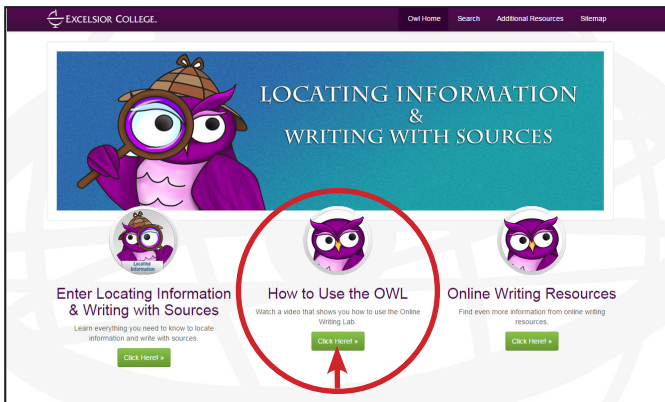 EXCELSIOR COLLEGE.
Owl Home Search Additional Resources Sitemap
LOCATING INFORMATION
&
WRITING WITH SOURCES
Locating
Information
Enter Locating Information
& Writing with Sources
Learn everything you need to know to locate
information and write with sources.
Click Here! »
How to Use the OWL
Watch a video that shows you how to use the Online
Writing Lab.
Click Here! »
Online Writing Resources
Find even more information from online writing
resources.
Click Here! »